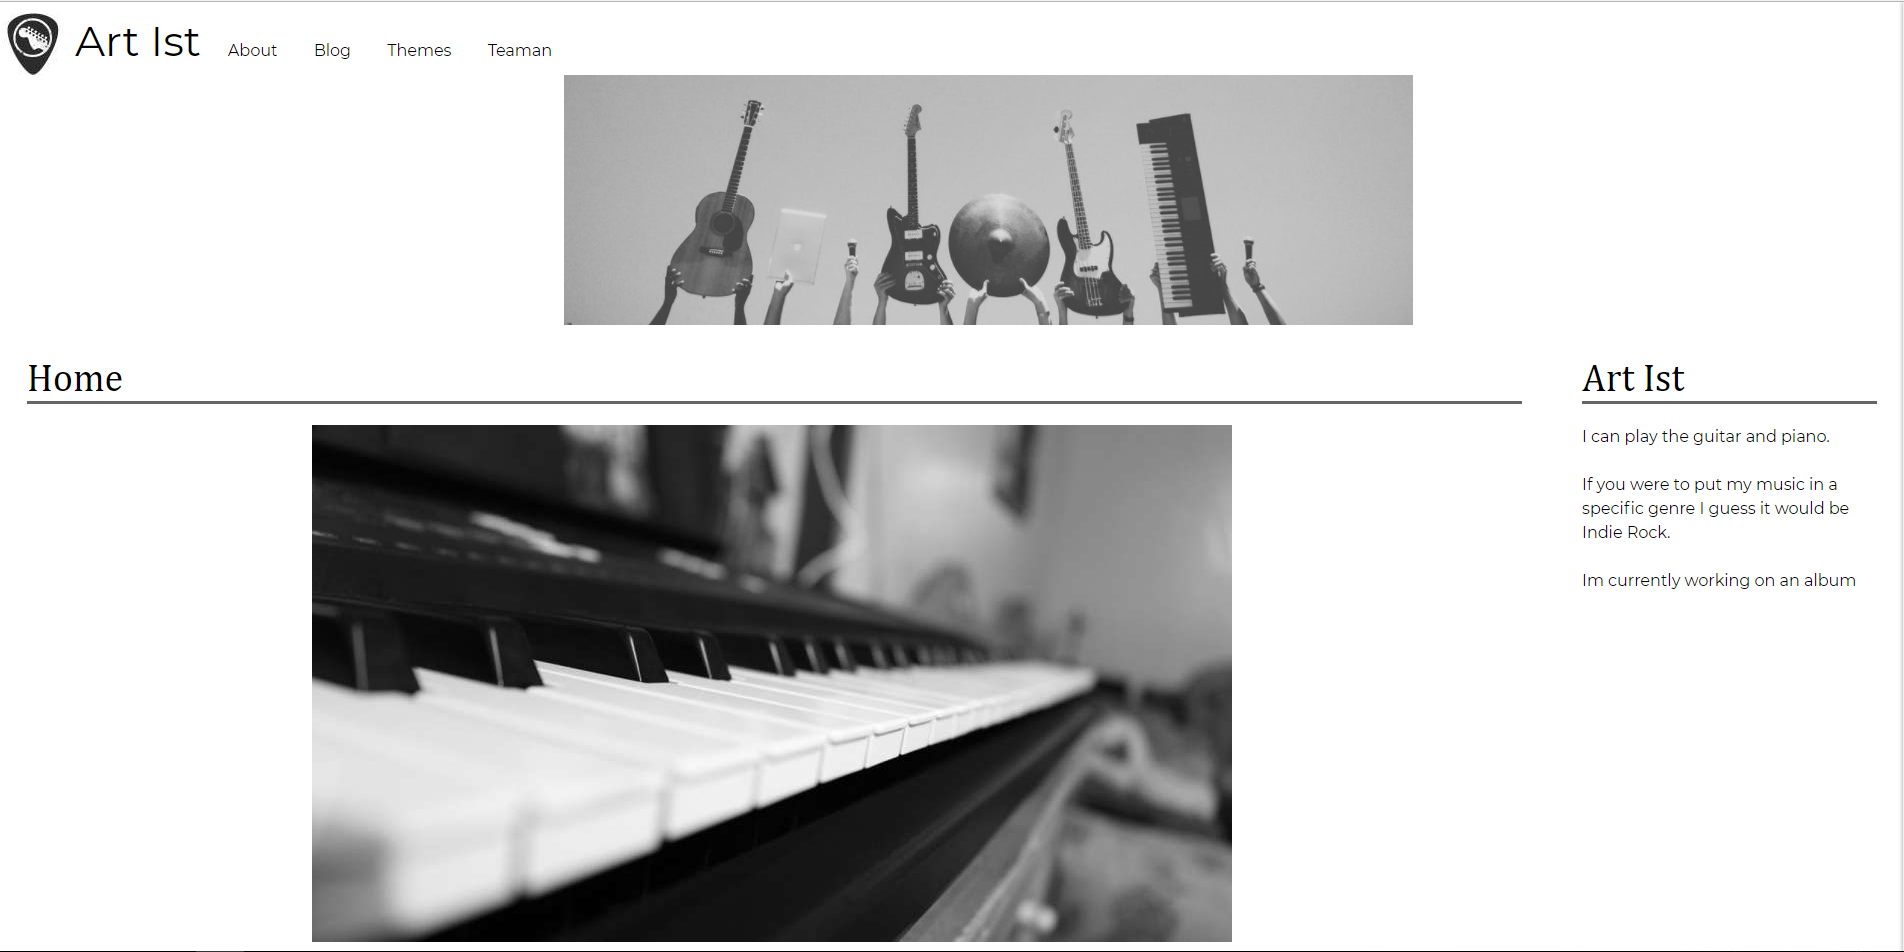 Art Ist
About Blog Themes Teaman
Home
Art Ist
I can play the guitar and piano.
If you were to put my music in a
specific genre I guess it would be
Indie Rock.
Im currently working on an album